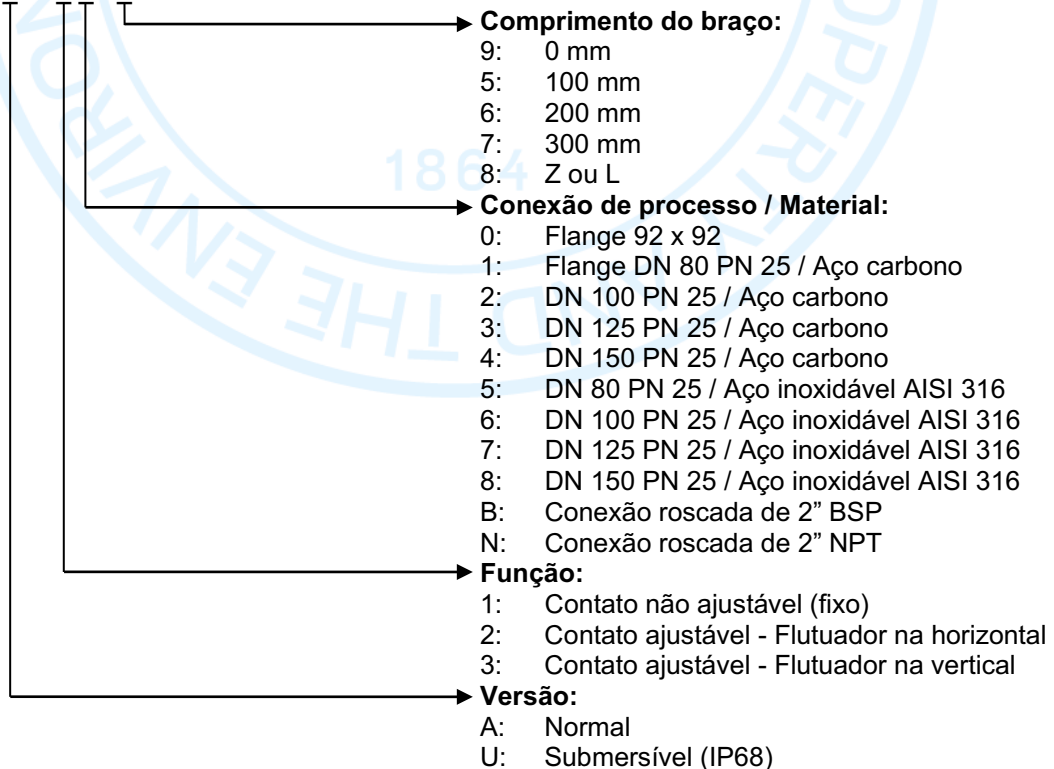 Comprimento do braço:
9: 0 mm
5: 100 mm
6: 200 mm
7: 300 mm
8: Z ou L
Conexão de processo / Material:
0: Flange 92 x 92
1: Flange DN 80 PN 25 / Aço carbono
2: DN 100 PN 25 / Aço carbono
3: DN 125 PN 25 / Aço carbono
4: DN 150 PN 25 / Aço carbono
5: DN 80 PN 25 / Aço inoxidável AISI 316
6: DN 100 PN 25 / Aço inoxidável AISI 316
7: DN 125 PN 25 / Aço inoxidável AISI 316
8: DN 150 PN 25 / Aço inoxidável AISI 316
B: Conexão roscada de 2” BSP
N: Conexão roscada de 2” NPT
Função:
1: Contato não ajustável (fixo)
2: Contato ajustável - Flutuador na horizontal
3: Contato ajustável - Flutuador na vertical
Versão:
A: Normal
U: Submersível (IP68)
1864
AND THE